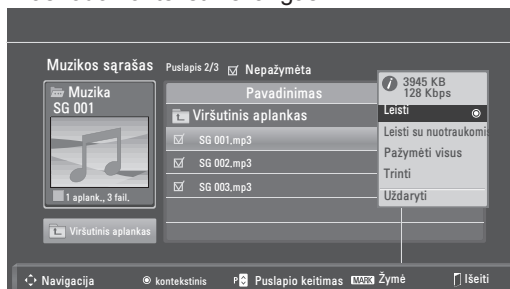 Muzikos sąrašas
Puslapis 2/3 Nepažymėta
Muzika
SG 001
1 aplank., 3 fail.
Viršutinis aplankas
Pavadinimas
Viršutinis aplankas
SG 001.mp3
SG 002.mp3
SG 003.mp3
3945 KB
128 Kbps
Leisti
Leisti su nuotraukomis
Pažymėti visus
Trinti
Uždaryti
Navigacija kontekstinis P Puslapio keitimas MARK Žymė Išeiti